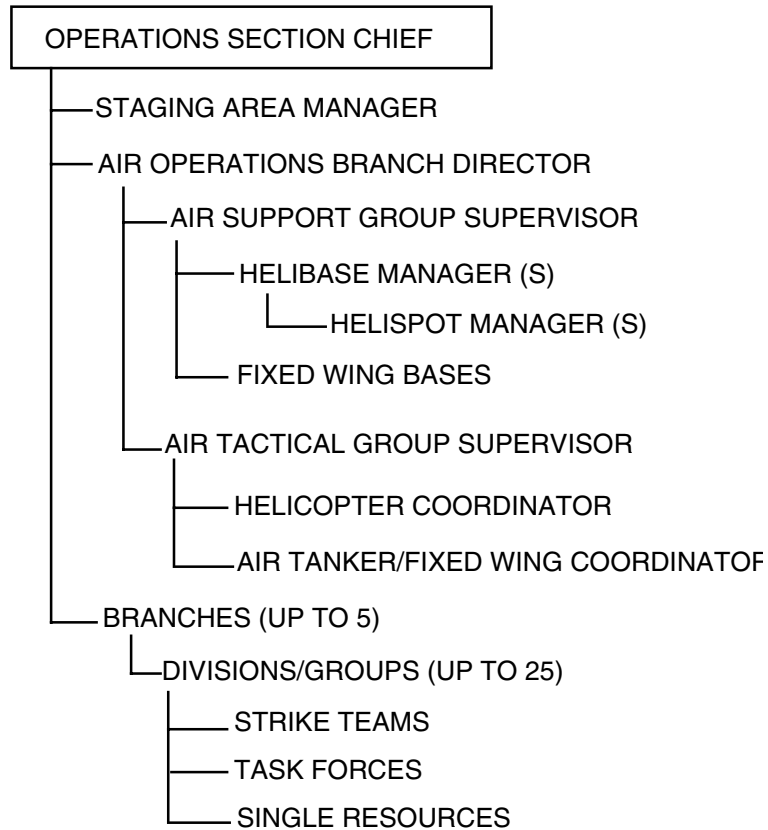 OPERATIONS SECTION CHIEF
STAGING AREA MANAGER
AIR OPERATIONS BRANCH DIRECTOR
AIR SUPPORT GROUP SUPERVISOR
HELIBASE MANAGER (S)
HELISPOT MANAGER (S)
FIXED WING BASES
AIR TACTICAL GROUP SUPERVISOR
HELICOPTER COORDINATOR
AIR TANKER/FIXED WING COORDINATOR
BRANCHES (UP TO 5)
DIVISIONS/GROUPS (UP TO 25)
STRIKE TEAMS
TASK FORCES
SINGLE RESOURCES